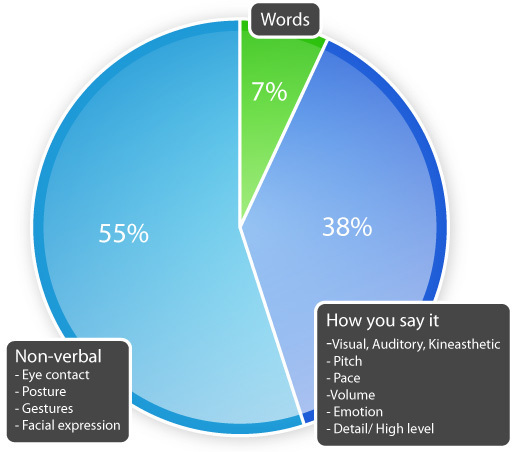 Words
7%
55%
38%
How you say it
-Visual, Auditory, Kineasthetic
- Pitch
- Pace
-Volume
- Emotion
- Detail/ High level
Non-verbal
- Eye contact
- Posture
- Gestures
- Facial expression